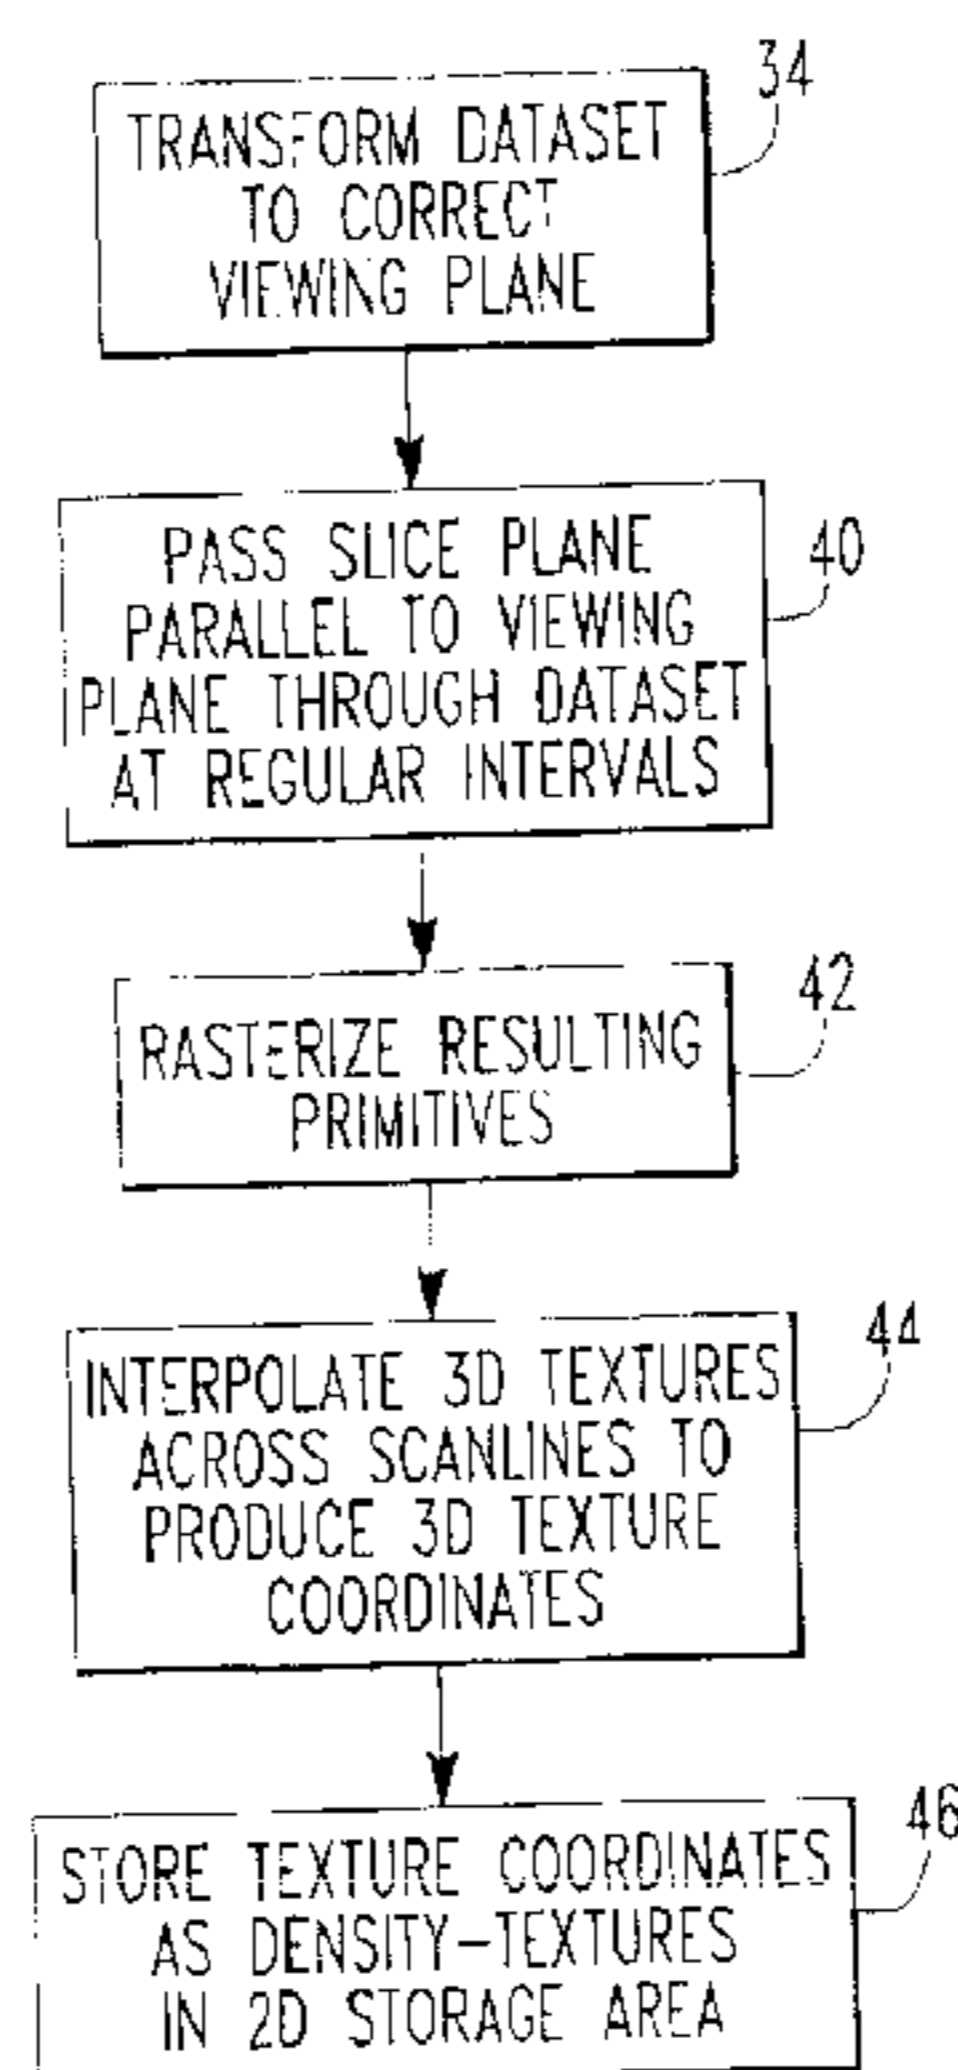 34
TRANSFORM DATASET
TO CORRECT
VIEWING PLANE
40
PASS SLICE PLANE
PARALLEL TO VIEWING
PLANE THROUGH DATASET
AT REGULAR INTERVALS
42
RASTERIZE RESULTING
PRIMITIVES
44
INTERPOLATE 3D TEXTURES
ACROSS SCANLINES TO
PRODUCE 3D TEXTURE
COORDINATES
46
STORE TEXTURE COORDINATES
AS DENSITY-TEXTURES
IN 2D STORAGE AREA